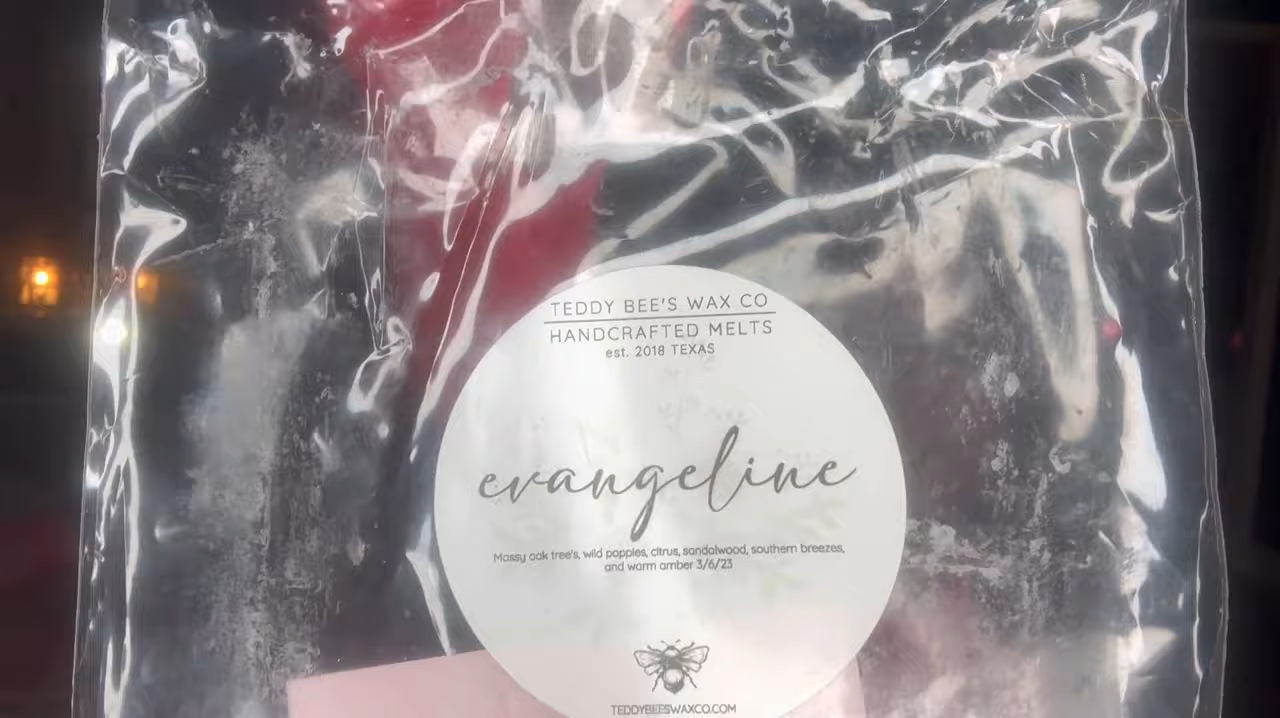 TEDDY BEE'S WAX CO
HANDCRAFTED MELTS
est. 2018 TEXAS
evangeline
Mossy oak tree's, wild poppies, citrus, sandalwood, southern breezes,
and warm amber 3/6/23
TEDDYBEESWAXCO.COM